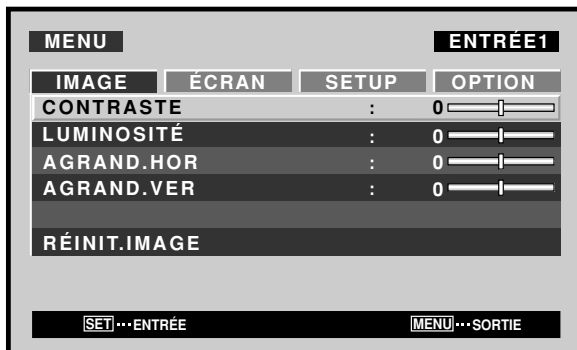 MENU ENTRÉE1
IMAGE ÉCRAN SETUP OPTION
CONTRASTE : 0
LUMINOSITÉ : 0
AGRAND.HOR : 0
AGRAND.VER : 0
RÉINIT.IMAGE
SET ··· ENTRÉE MENU ··· SORTIE